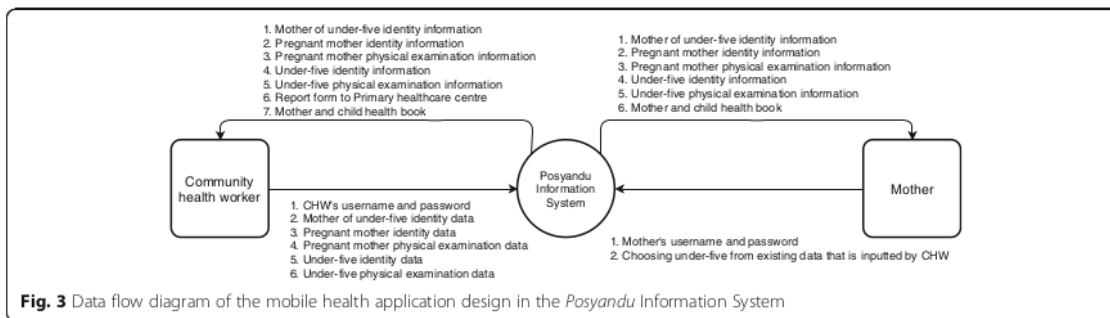 1. Mother of under-five identity information
2. Pregnant mother identity information
3. Pregnant mother physical examination information
4. Under-five identity information
5. Under-five physical examination information
6. Report form to Primary healthcare centre
7. Mother and child health book
1. Mother of under-five identity information
2. Pregnant mother identity information
3. Pregnant mother physical examination information
4. Under-five identity information
5. Under-five physical examination information
6. Mother and child health book
Community
health worker
Posyandu
Information
System
Mother
1. CHW's username and password
2. Mother of under-five identity data
3. Pregnant mother identity data
4. Pregnant mother physical examination data
5. Under-five identity data
6. Under-five physical examination data
1. Mother's username and password
2. Choosing under-five from existing data that is inputted by CHW
Fig. 3 Data flow diagram of the mobile health application design in the Posyandu Information System